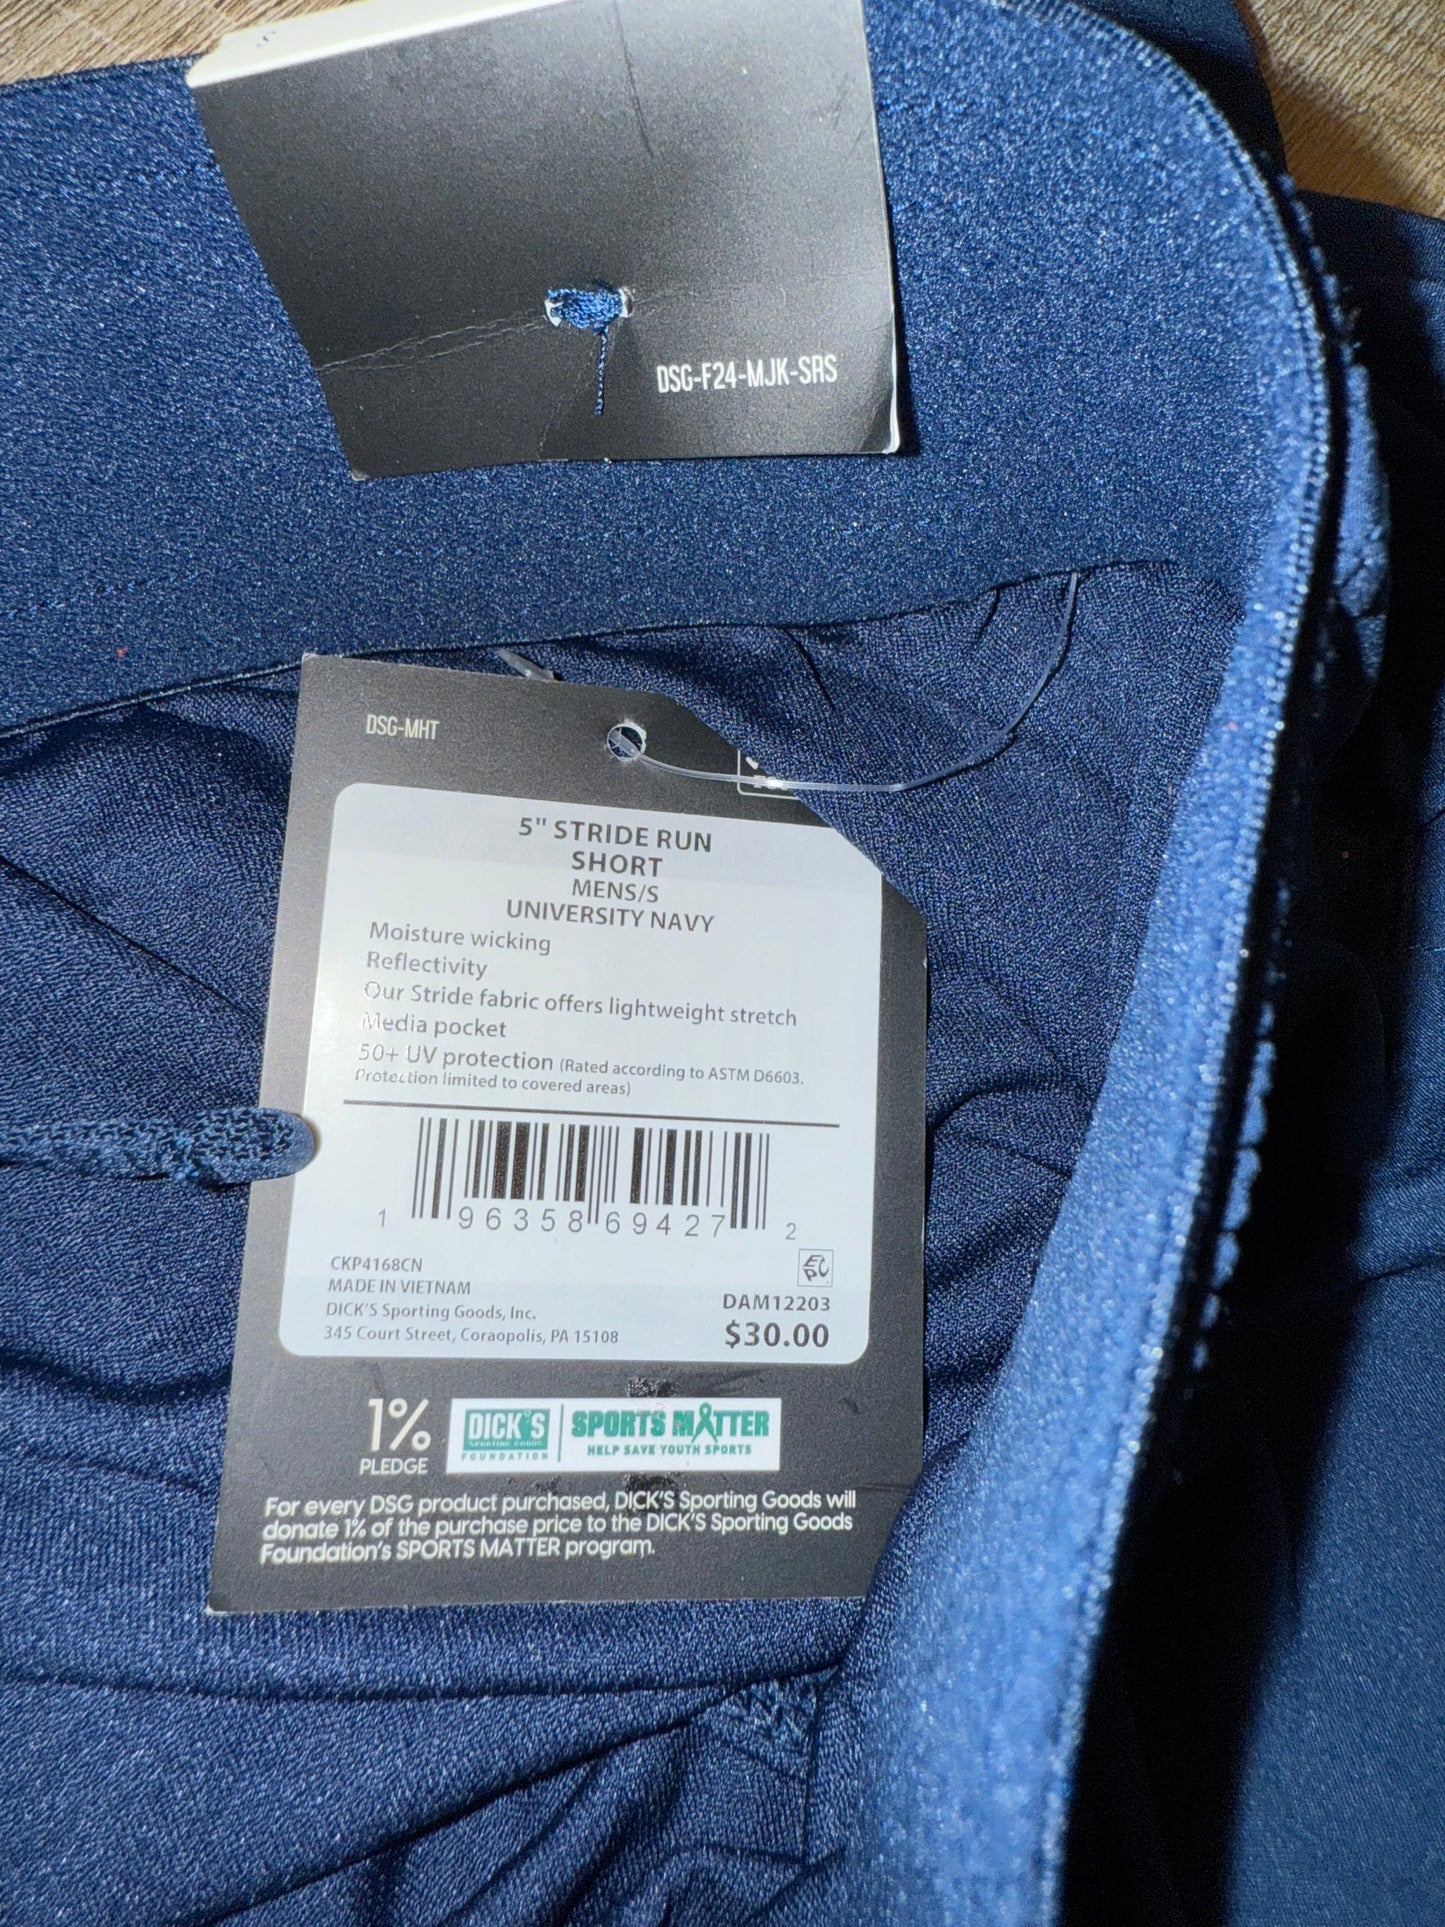 DSG-F24-MJK-SRS
DSG-MHT
5" STRIDE RUN
SHORT
MENS/S
UNIVERSITY NAVY
Moisture wicking
Reflectivity
Our Stride fabric offers lightweight stretch
Media pocket
50+ UV protection (Rated according to ASTM D6603.
Protection limited to covered areas)
1 96358 69427 2
CKP4168CN
MADE IN VIETNAM
DICK'S Sporting Goods, Inc.
345 Court Street, Coraopolis, PA 15108
EPC
DAM12203
$30.00
1%
PLEDGE
DICK'S
SPORTING GOODS
FOUNDATION
SPORTS MATTER
HELP SAVE YOUTH SPORTS
For every DSG product purchased, DICK'S Sporting Goods will
donate 1% of the purchase price to the DICK'S Sporting Goods
Foundation's SPORTS MATTER program.